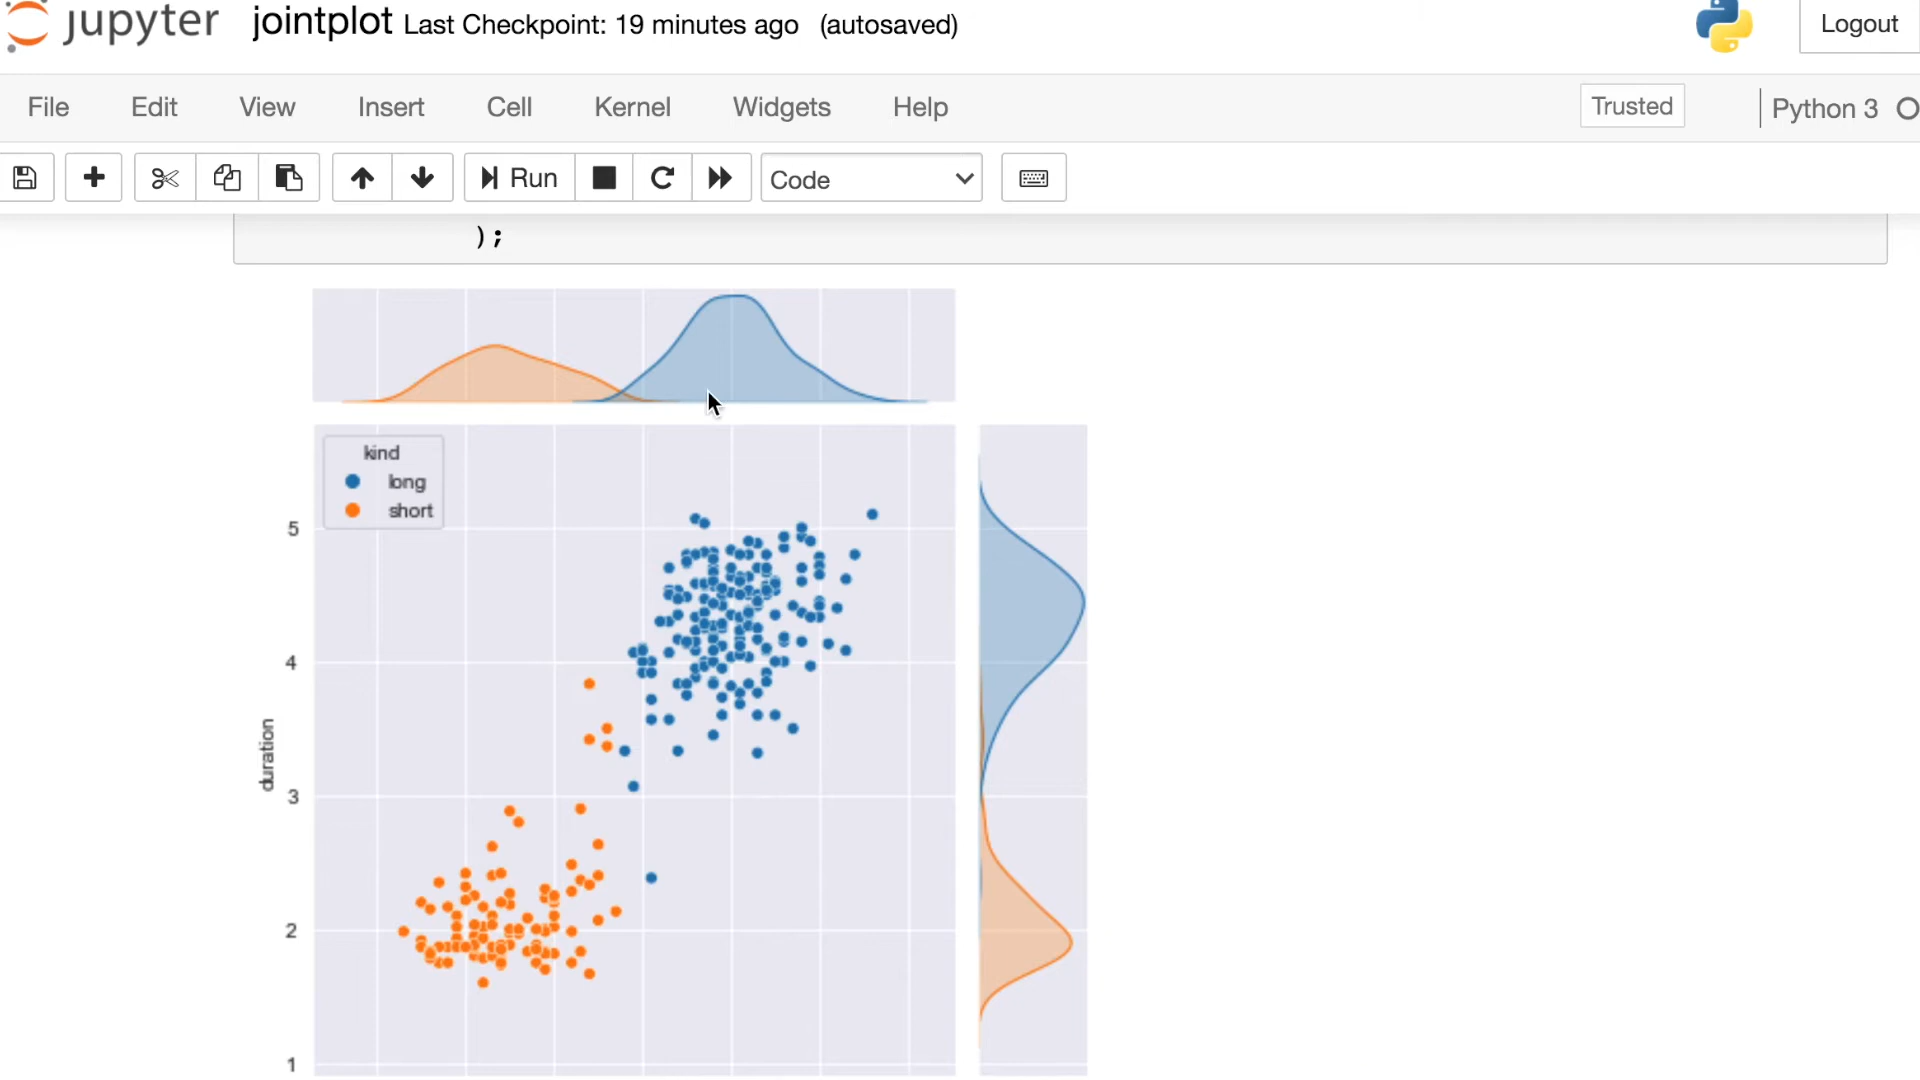 jupyter jointplot Last Checkpoint: 19 minutes ago (autosaved) Logout
File Edit View Insert Cell Kernel Widgets Help Trusted Python 3
Run Code
);
kind
long
short
5
4
duration
3
2
1